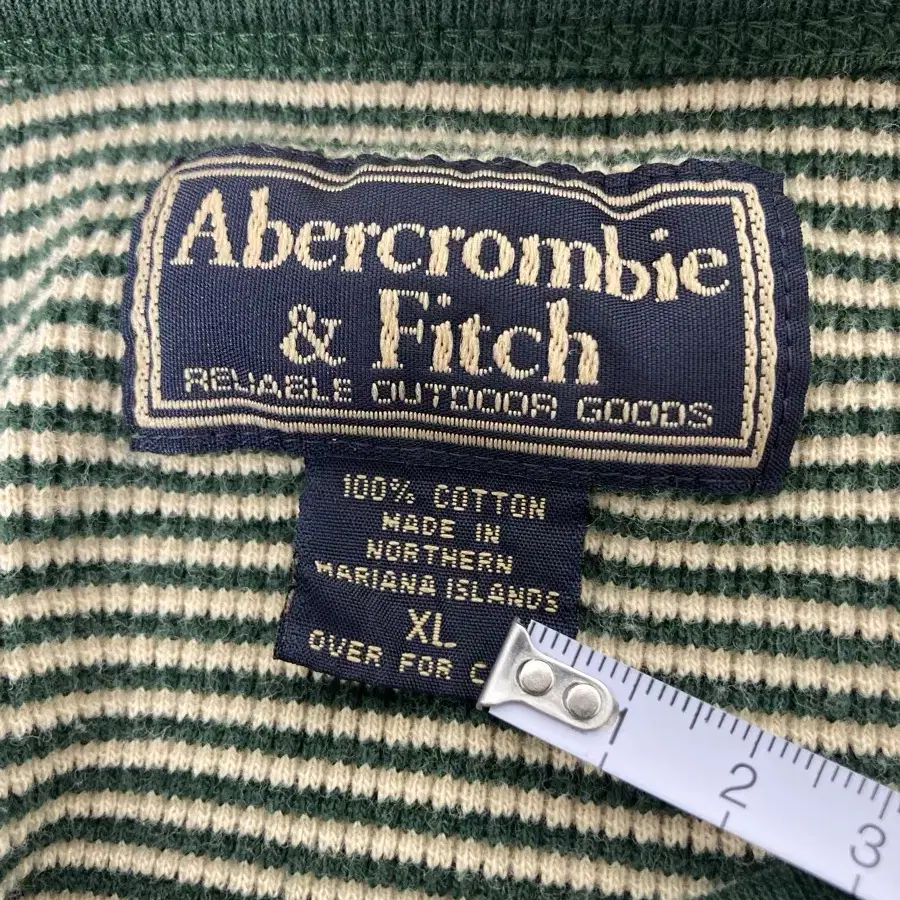 Abercrombie
& Fitch
RELIABLE OUTDOOR GOODS
100% COTTON
MADE IN
NORTHERN
MARIANA ISLANDS
XL
OVER FOR
1
2
3